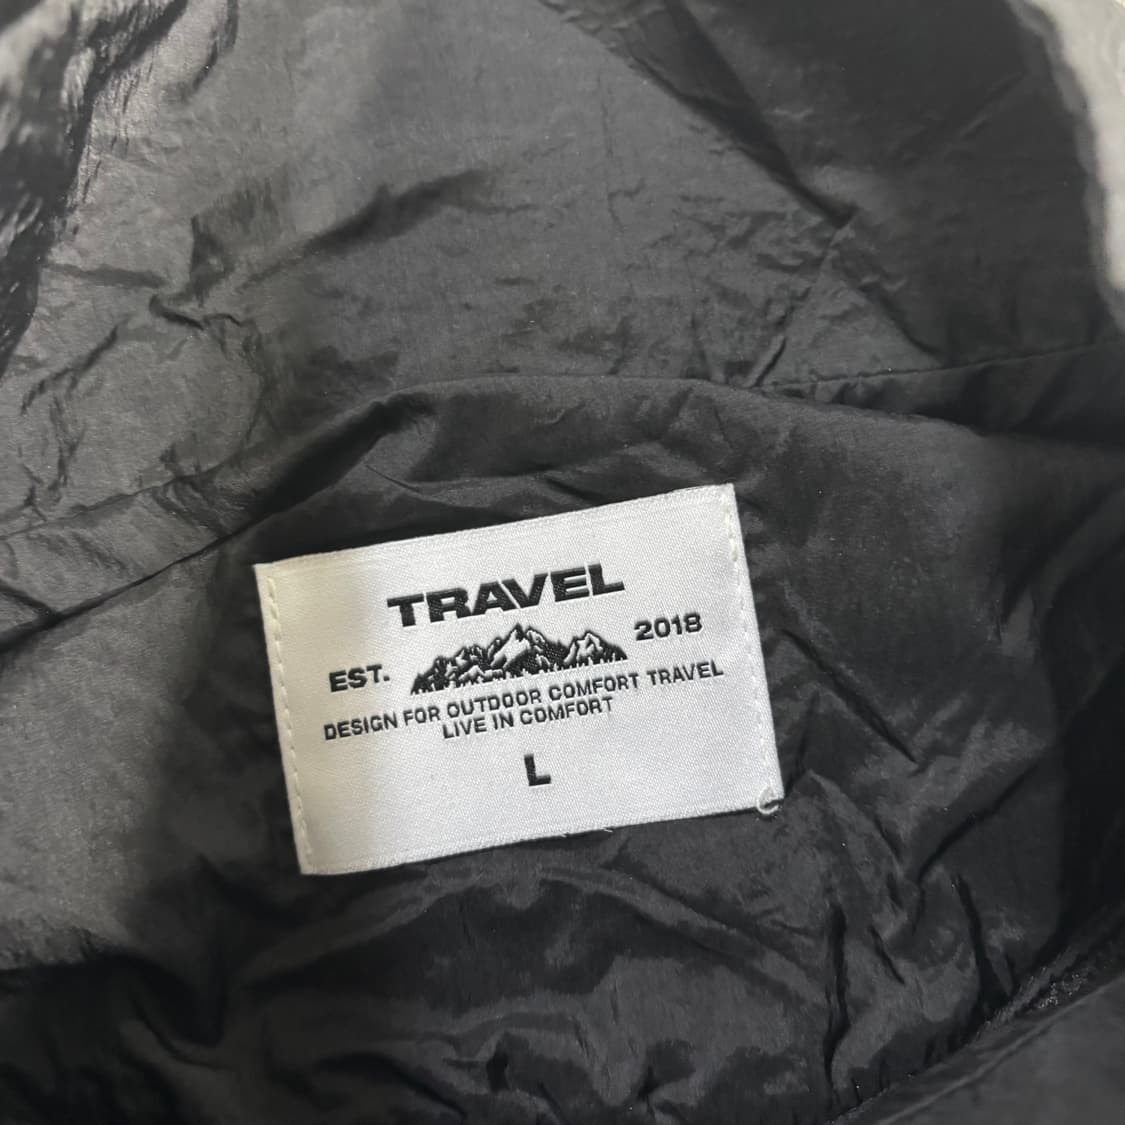 TRAVEL
EST. 2018
DESIGN FOR OUTDOOR COMFORT TRAVEL
LIVE IN COMFORT
L